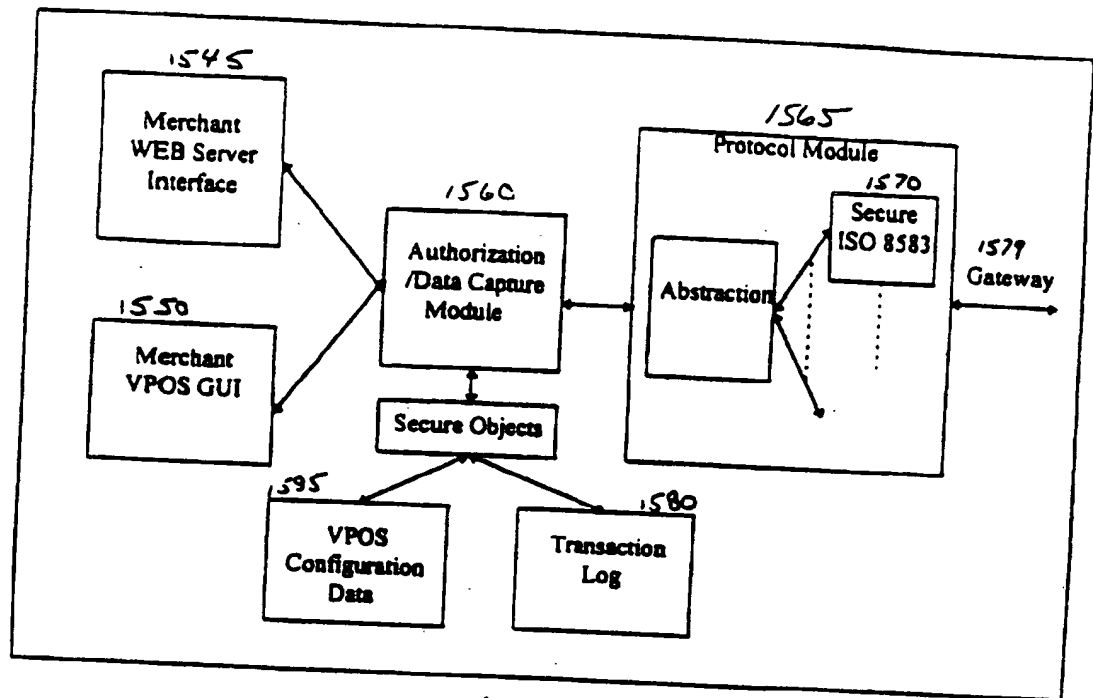 1545
Merchant
WEB Server
Interface
1550
Merchant
VPOS GUI
1560
Authorization
/Data Capture
Module
Secure Objects
1595
VPOS
Configuration
Data
1580
Transaction
Log
1565
Protocol Module
Abstraction
1570
Secure
ISO 8583
1579
Gateway